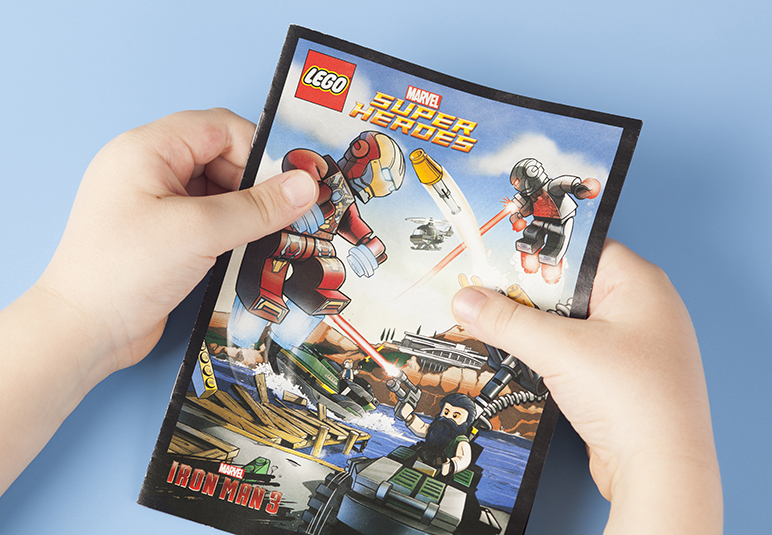 LEGO
MARVEL
SUPER
HEROES
MARVEL
IRON MAN 3